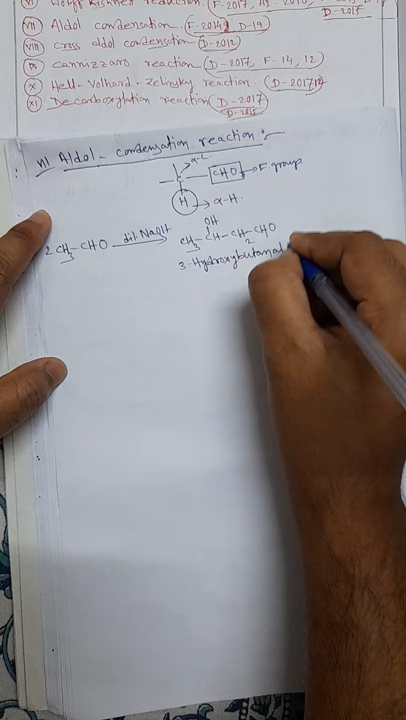 VI) Wolff Kishner reduction. (F-2017,
D-2015
VII) Aldol condensation. (F-2014) D-19
VIII) cross aldol condensation (D-2012)
IX) cannizzaro reaction (D-2017, F-14, 12)
X) Hell-Volhard-Zelinsky reaction. (D-2017
XI) Decarboxylation reaction (D-2017
VII) Aldol - condensation reaction :-
α-C
-C- CHO → F. group
H → α-H.
OH
2 CH3-CHO dil·NaOH → CH3-CH-CH2-CHO
3-Hydroxybutanal